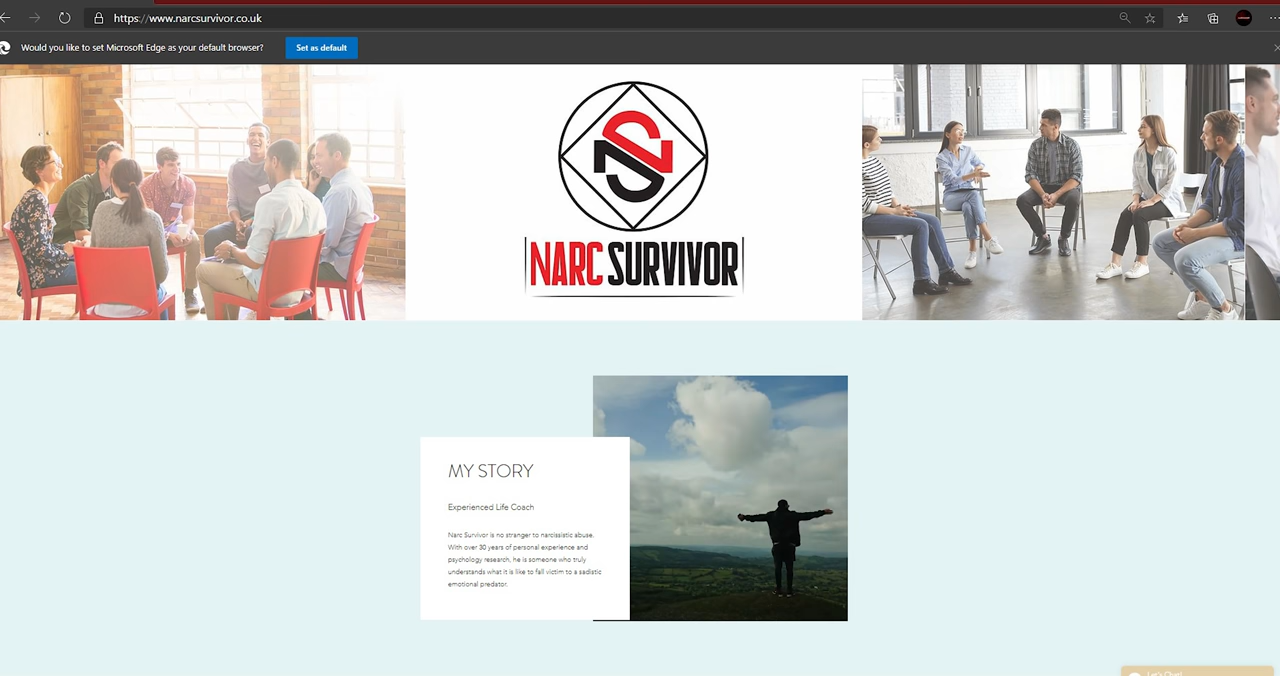 https://www.narcsurvivor.co.uk
Would you like to set Microsoft Edge as your default browser?
Set as default
NARC SURVIVOR
MY STORY
Experienced Life Coach
Narc Survivor is no stranger to narcissistic abuse.
With over 30 years of personal experience and
psychology research, he is someone who truly
understands what it is like to fall victim to a sadistic
emotional predator.
Let's Chat!